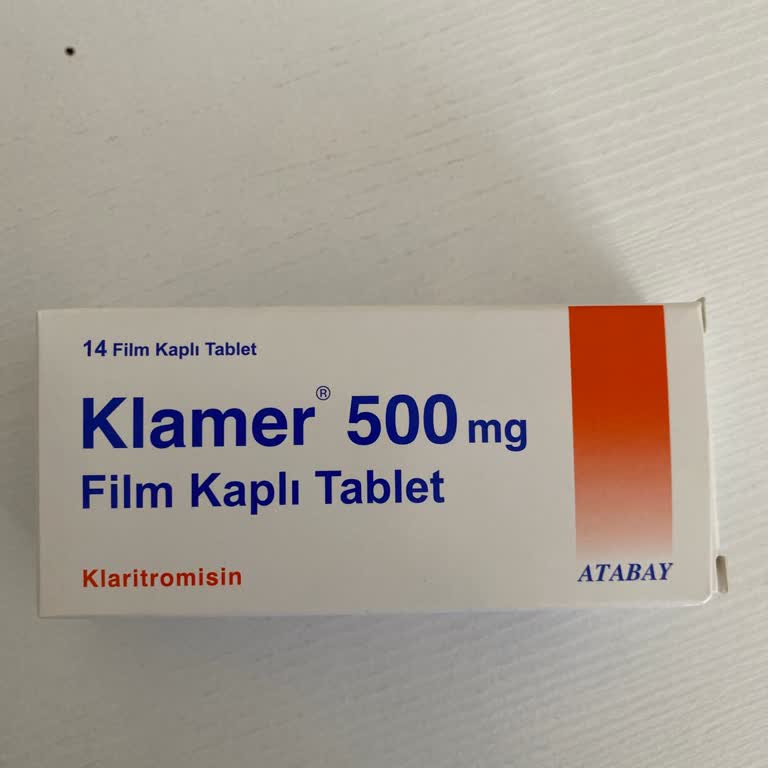 14 Film Kaplı Tablet
Klamer® 500 mg
Film Kaplı Tablet
Klaritromisin
ATABAY